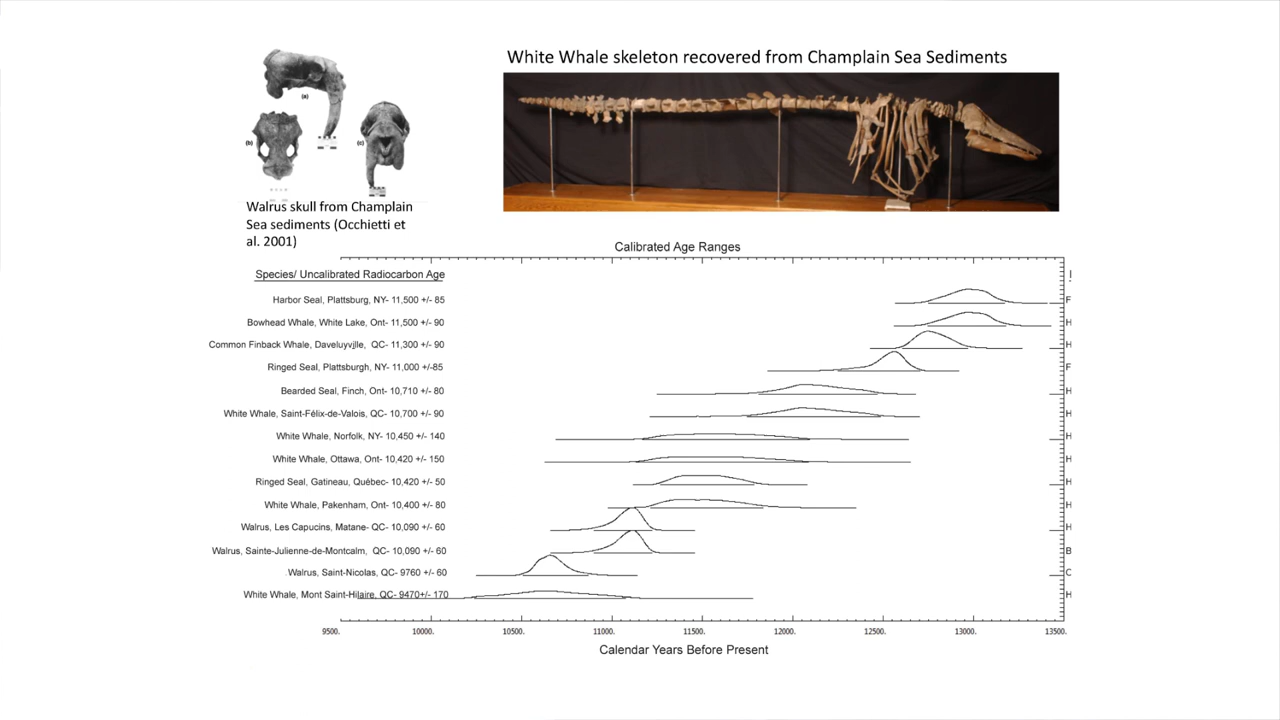 White Whale skeleton recovered from Champlain Sea Sediments
(a)
(b)
(c)
Walrus skull from Champlain
Sea sediments (Occhietti et
al. 2001)
Calibrated Age Ranges
Species/ Uncalibrated Radiocarbon Age
Harbor Seal, Plattsburg, NY- 11,500 +/- 85
Bowhead Whale, White Lake, Ont- 11,500 +/- 90
Common Finback Whale, Daveluyvjlle, QC- 11,300 +/- 90
Ringed Seal, Plattsburgh, NY- 11,000 +/-85
Bearded Seal, Finch, Ont- 10,710 +/- 80
White Whale, Saint-Félix-de-Valois, QC- 10,700 +/- 90
White Whale, Norfolk, NY- 10,450 +/- 140
White Whale, Ottawa, Ont- 10,420 +/- 150
Ringed Seal, Gatineau, Québec- 10,420 +/- 50
White Whale, Pakenham, Ont- 10,400 +/- 80
Walrus, Les Capucins, Matane- QC- 10,090 +/- 60
Walrus, Sainte-Julienne-de-Montcalm, QC- 10,090 +/- 60
Walrus, Saint-Nicolas, QC- 9760 +/- 60
White Whale, Mont Saint-Hilaire, QC- 9470+/- 170
9500. 10000. 10500. 11000. 11500. 12000. 12500. 13000. 13500.
Calendar Years Before Present